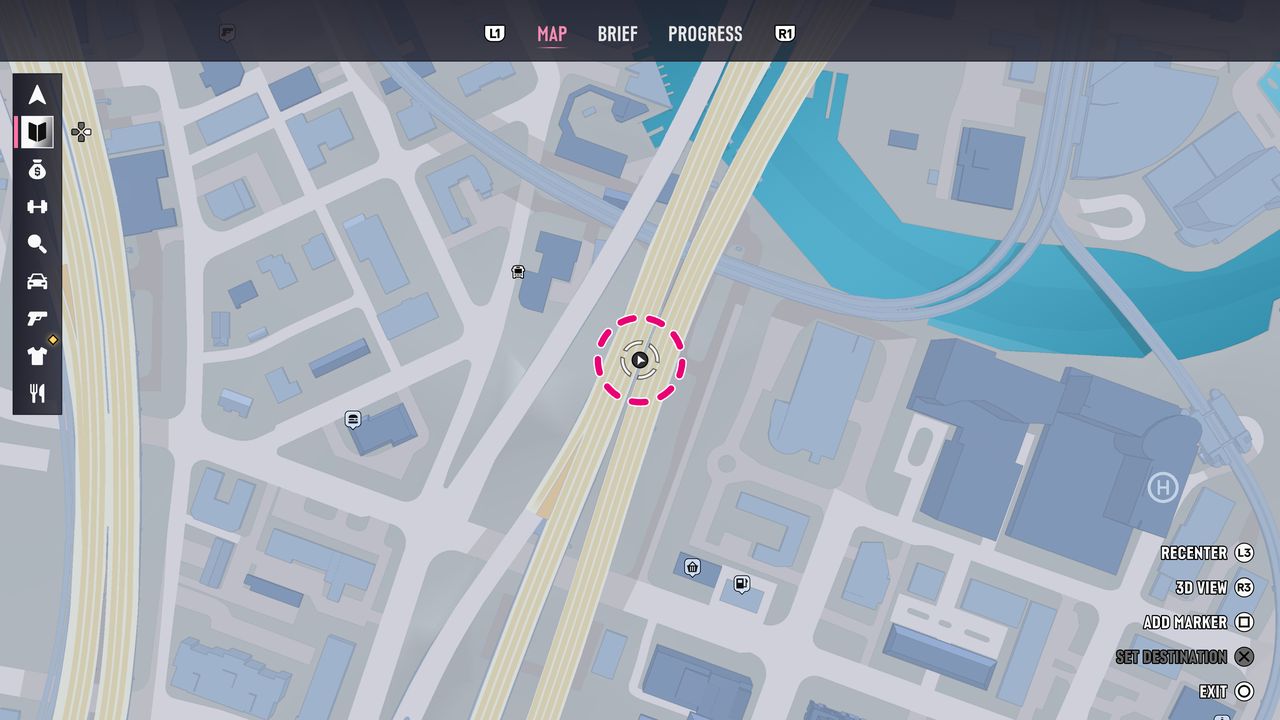 L1 MAP BRIEF PROGRESS R1
$
H
RECENTER L3
3D VIEW R3
ADD MARKER
SET DESTINATION
EXIT